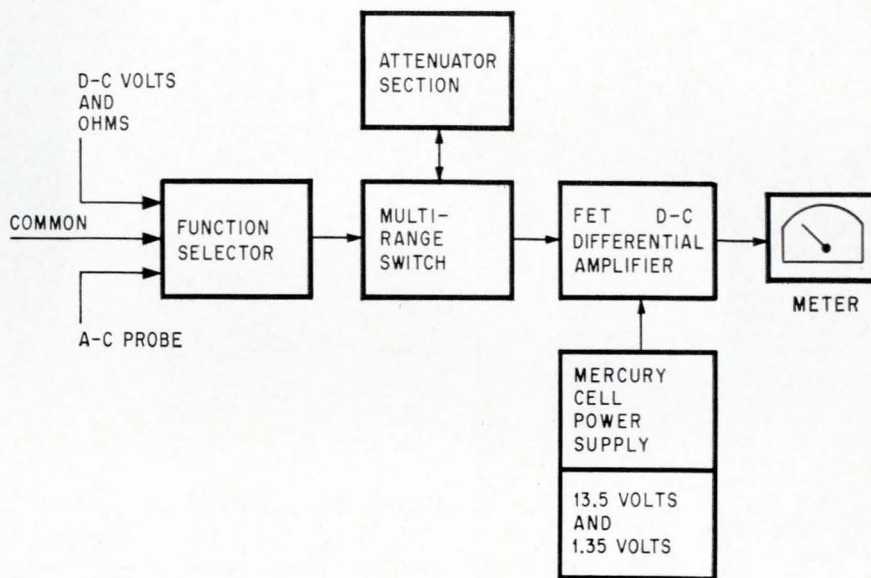 ATTENUATOR
SECTION
D-C VOLTS
AND
OHMS
COMMON
A-C PROBE
FUNCTION
SELECTOR
MULTI-
RANGE
SWITCH
FET D-C
DIFFERENTIAL
AMPLIFIER
METER
MERCURY
CELL
POWER
SUPPLY
13.5 VOLTS
AND
1.35 VOLTS